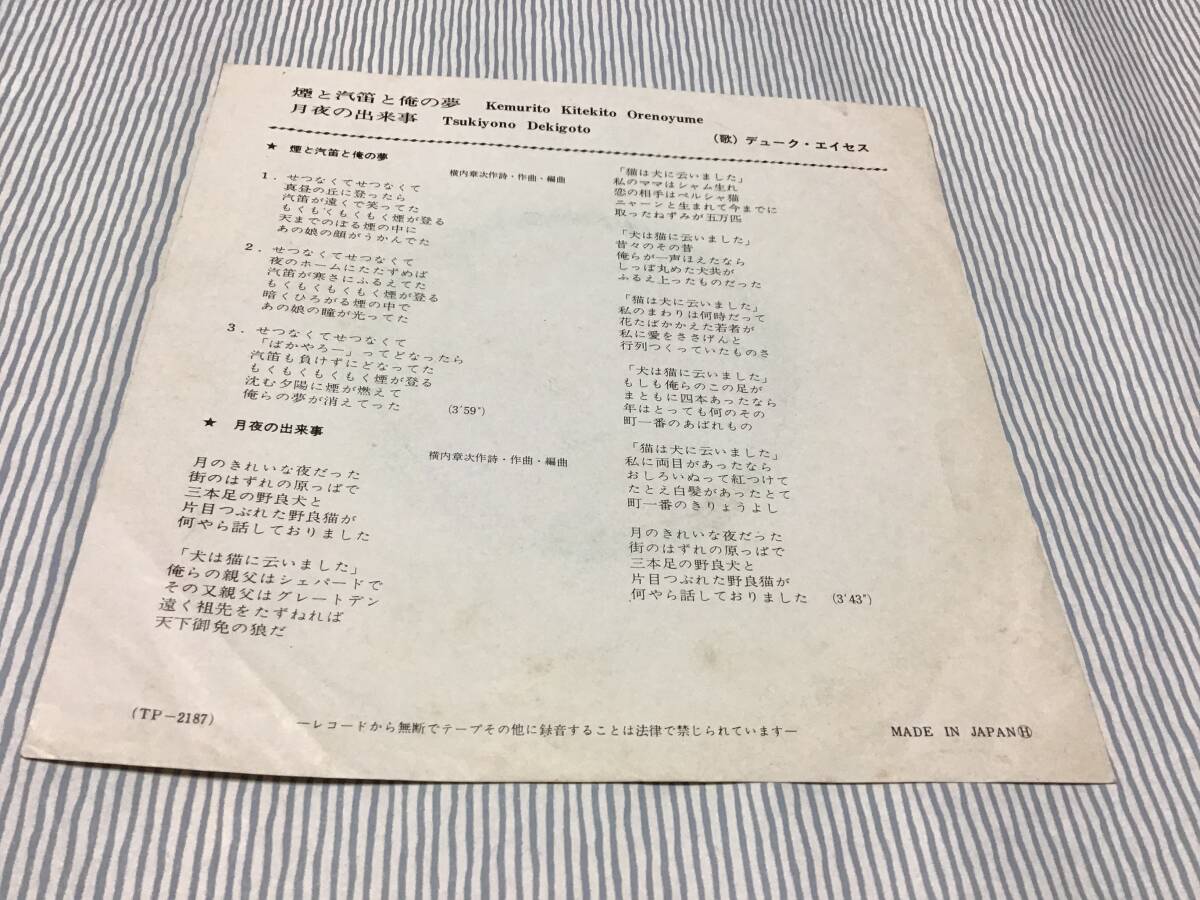 煙と汽笛と俺の夢 Kemurito Kitekito Orenoyume
月夜の出来事 Tsukiyono Dekigoto
(歌) デューク・エイセス
★ 煙と汽笛と俺の夢
横内章次作詩・作曲・編曲
1. せつなくてせつなくて
真昼の丘に登ったら
汽笛が遠くで笑ってた
もくもくもくもく煙が登る
天までのぼる煙の中に
あの娘の顔がうかんでた
2. せつなくてせつなくて
夜のホームにたたずめば
汽笛が寒さにふるえてた
もくもくもくもく煙が登る
暗くひろがる煙の中で
あの娘の瞳が光ってた
3. せつなくてせつなくて
「ばかやろー」ってどなったら
汽笛も負けずにどなってた
もくもくもくもく煙が登る
沈む夕陽に煙が燃えて
俺らの夢が消えてった (3′59″)
★ 月夜の出来事
横内章次作詩・作曲・編曲
月のきれいな夜だった
街のはずれの原っぱで
三本足の野良犬と
片目つぶれた野良猫が
何やら話しておりました
「犬は猫に云いました」
俺らの親父はシェパードで
その又親父はグレートデン
遠く祖先をたずねれば
天下御免の狼だ
「猫は犬に云いました」
私のママはシャム生れ
恋の相手はペルシャ猫
ニャーンと生まれて今までに
取ったねずみが五万匹
「犬は猫に云いました」
昔々のその昔
俺らが一声ほえたなら
しっぽ丸めた犬共が
ふるえ上ったものだった
「猫は犬に云いました」
私のまわりは何時だって
花たばかかえた若者が
私に愛をささげんと
行列つくっていたものさ
「犬は猫に云いました」
もしも俺らのこの足が
まともに四本あったなら
年はとっても何のその
町一番のあばれもの
「猫は犬に云いました」
私に両目があったなら
おしろいぬって紅つけて
たとえ白髪があったとて
町一番のきりょうよし
月のきれいな夜だった
街のはずれの原っぱで
三本足の野良犬と
片目つぶれた野良猫が
何やら話しておりました (3′43″)
(TP-2187)
—レコードから無断でテープその他に録音することは法律で禁じられています—
MADE IN JAPANⒽ